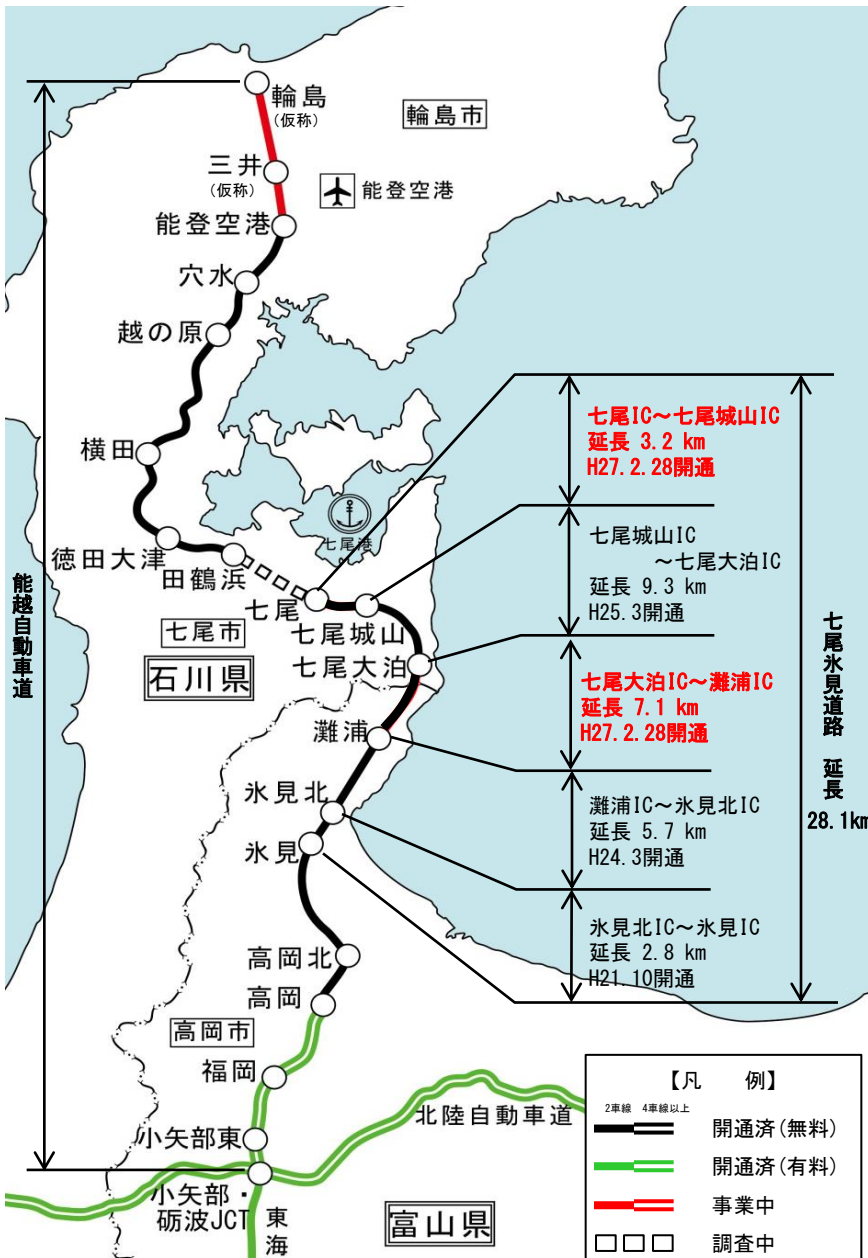 輪島
(仮称)
輪島市
三井
(仮称)
能登空港
能登空港
穴水
越の原
横田
徳田大津
田鶴浜
七尾港
七尾
七尾城山
七尾市
七尾大泊
石川県
灘浦
氷見北
氷見
高岡北
高岡
高岡市
福岡
小矢部東
小矢部・
砺波JCT
東海
北陸自動車道
富山県
能越自動車道
七尾IC～七尾城山IC
延長 3.2 km
H27.2.28開通
七尾城山IC
～七尾大泊IC
延長 9.3 km
H25.3開通
七尾大泊IC～灘浦IC
延長 7.1 km
H27.2.28開通
灘浦IC～氷見北IC
延長 5.7 km
H24.3開通
氷見北IC～氷見IC
延長 2.8 km
H21.10開通
七尾氷見道路 延長
28.1km
【凡 例】
2車線 4車線以上
開通済(無料)
開通済(有料)
事業中
調査中